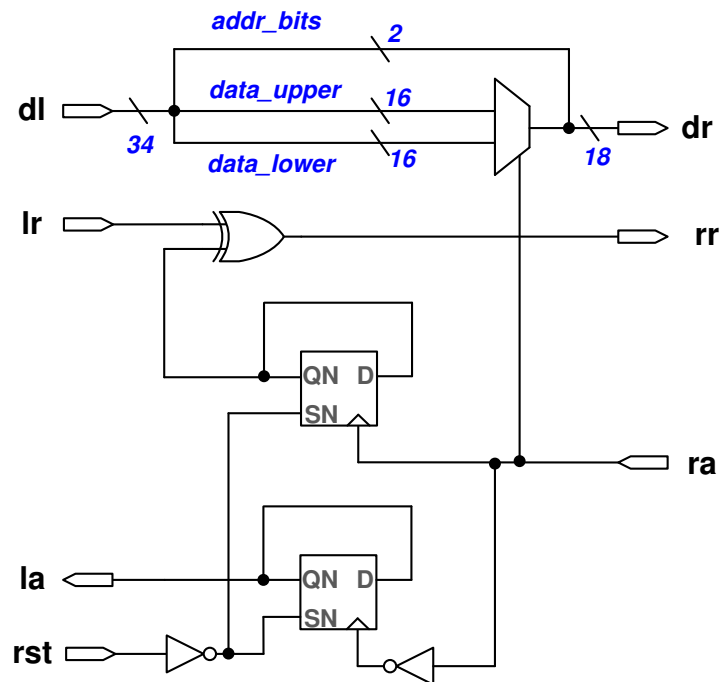 addr_bits
2
dl
data_upper
16
34
data_lower
16
18
dr
lr
rr
QN D
SN
ra
la
QN D
SN
rst